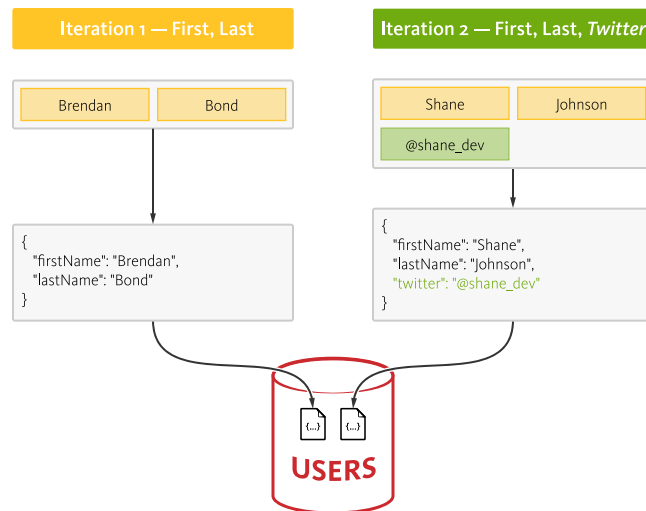 Iteration 1 — First, Last
Brendan
Bond
{
"firstName": "Brendan",
"lastName": "Bond"
}
Iteration 2 — First, Last, Twitter
Shane
Johnson
@shane_dev
{
"firstName": "Shane",
"lastName": "Johnson",
"twitter": "@shane_dev"
}
{...}
{...}
USERS